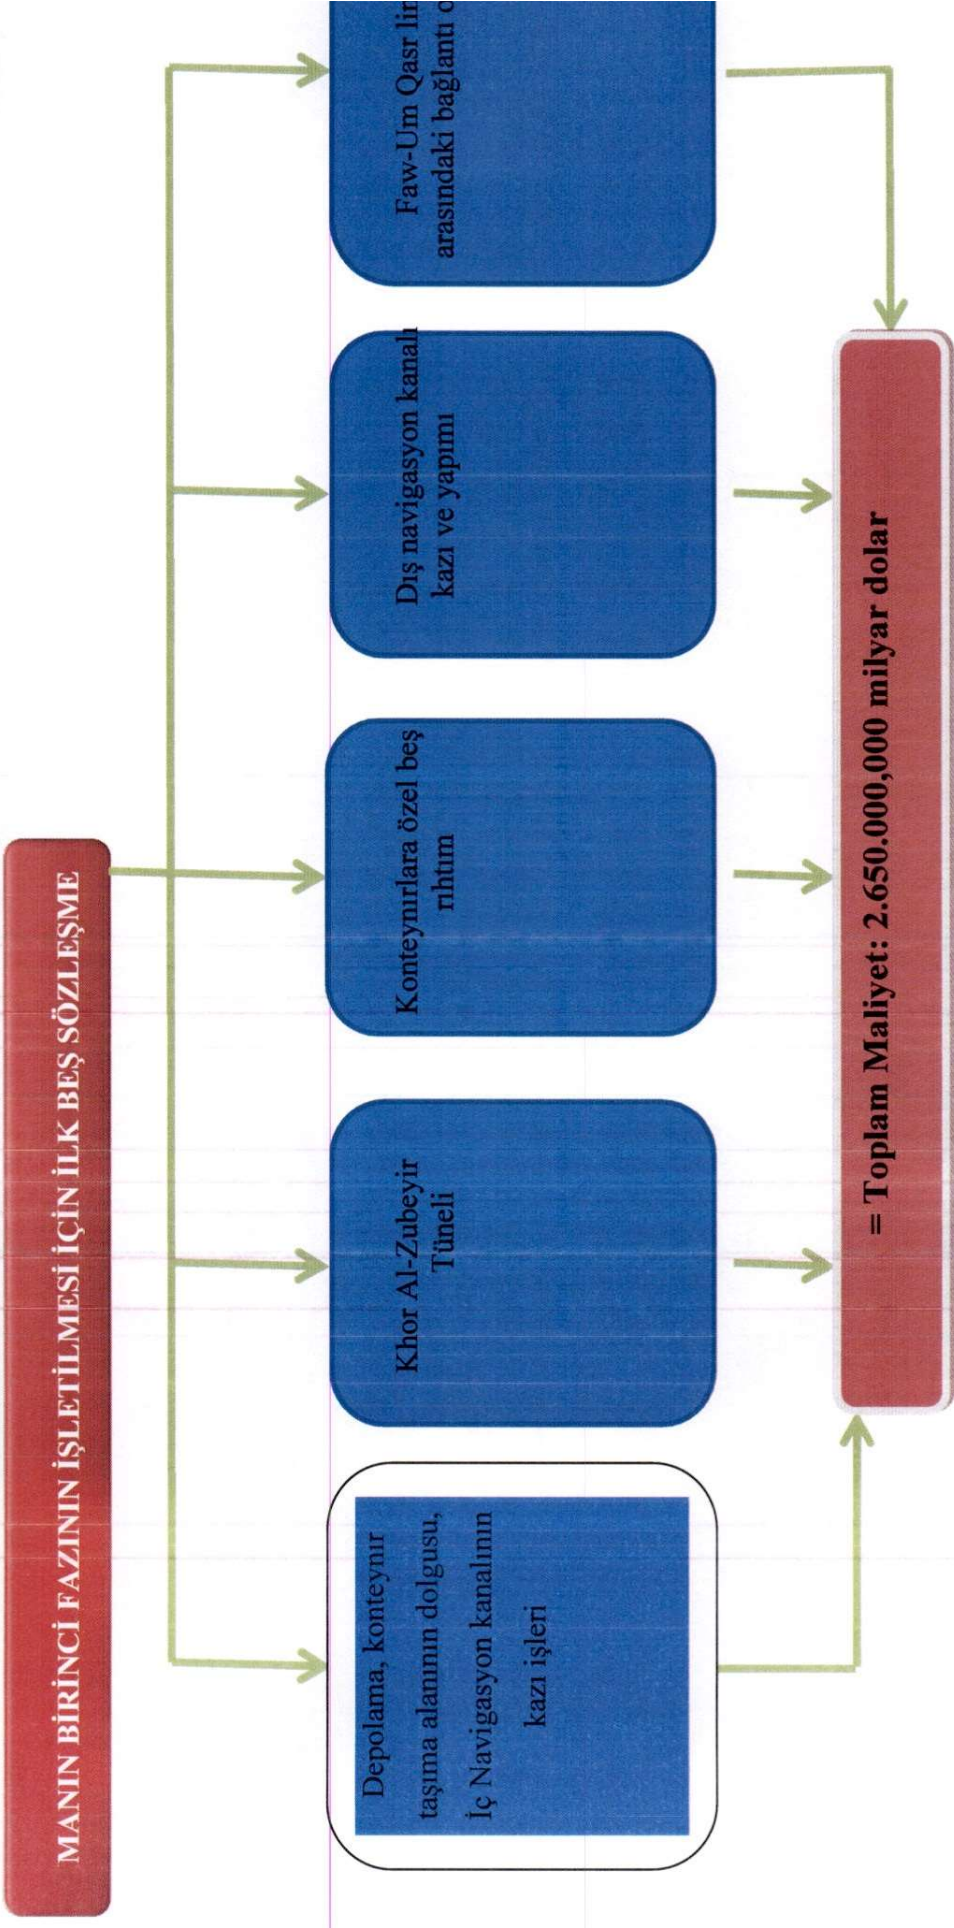 MANIN BİRİNCİ FAZININ İŞLETİLMESİ İÇİN İLK BEŞ SÖZLEŞME
Depolama, konteynır
taşıma alanının dolgusu,
İç Navigasyon kanalının
kazı işleri
Khor Al-Zubeyir
Tüneli
Konteynırlara özel beş
rıhtım
Dış navigasyon kanalı
kazı ve yapımı
Faw-Um Qasr
arasındaki bağlantı
= Toplam Maliyet: 2.650.000,000 milyar dolar